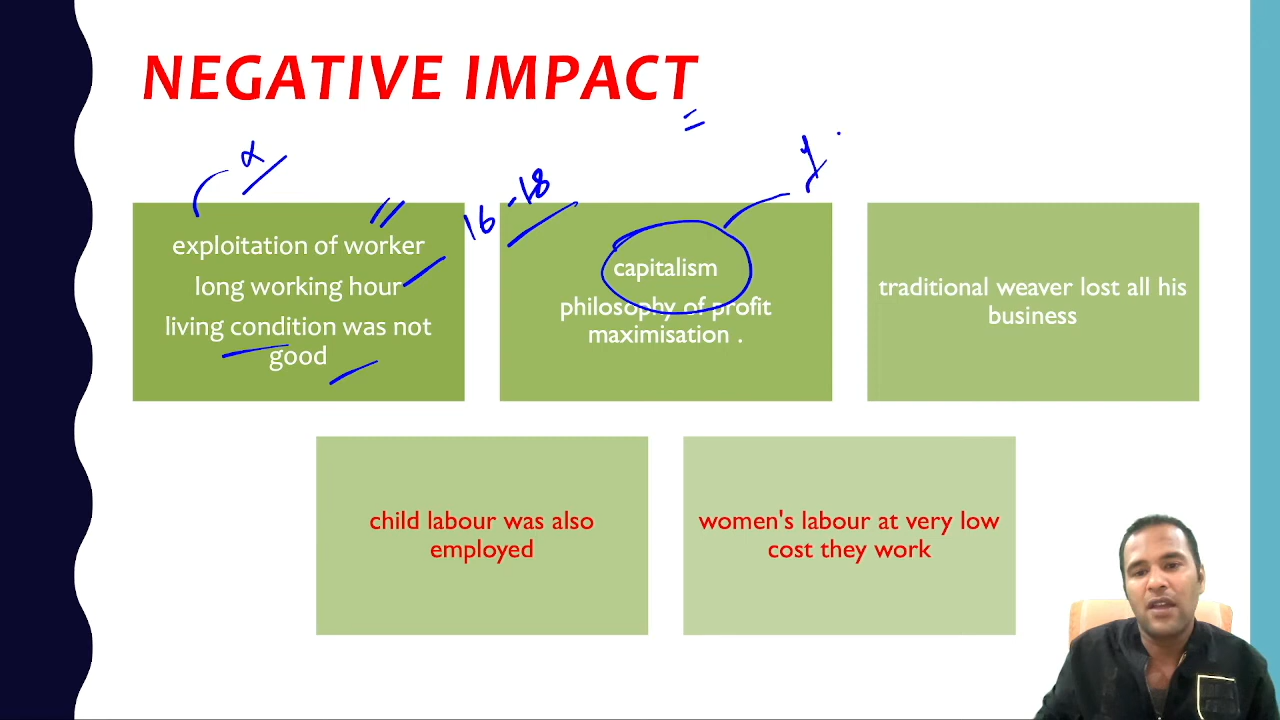 NEGATIVE IMPACT
exploitation of worker
long working hour
living condition was not
good
16-18
capitalism
philosophy of profit
maximisation .
traditional weaver lost all his
business
child labour was also
employed
women's labour at very low
cost they work